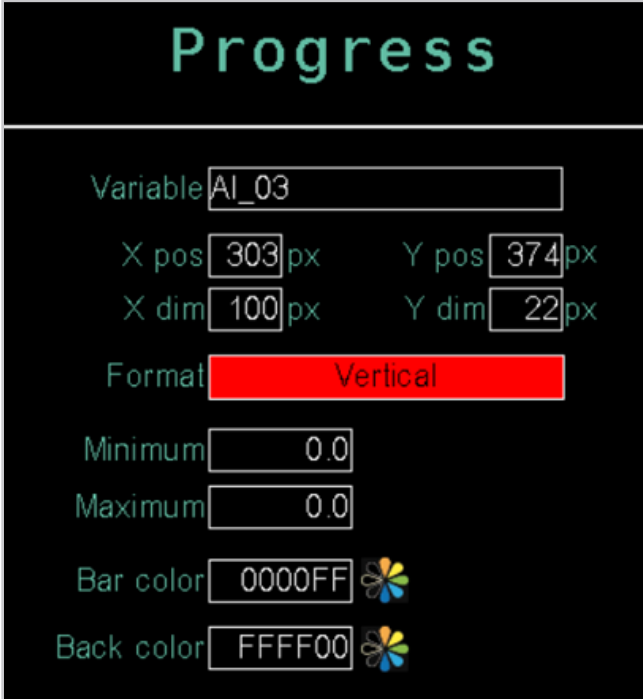 Progress
Variable AI_03
X pos 303 px Y pos 374 px
X dim 100 px Y dim 22 px
Format Vertical
Minimum 0.0
Maximum 0.0
Bar color 0000FF
Back color FFFF00